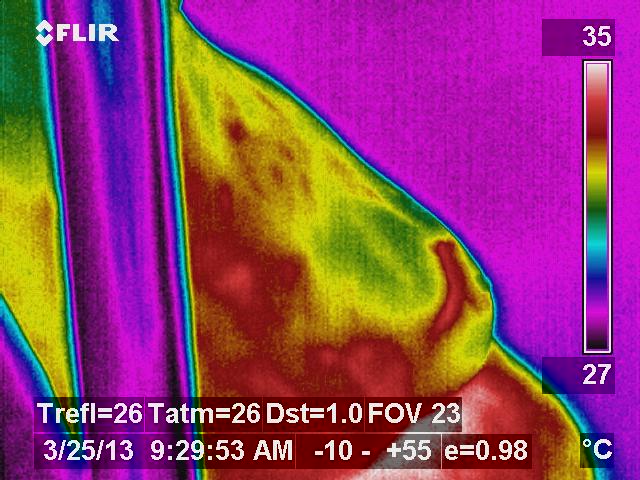 FLIR
35
27
Trefl=26 Tatm=26 Dst=1.0 FOV 23
3/25/13 9:29:53 AM -10 - +55 e=0.98 °C